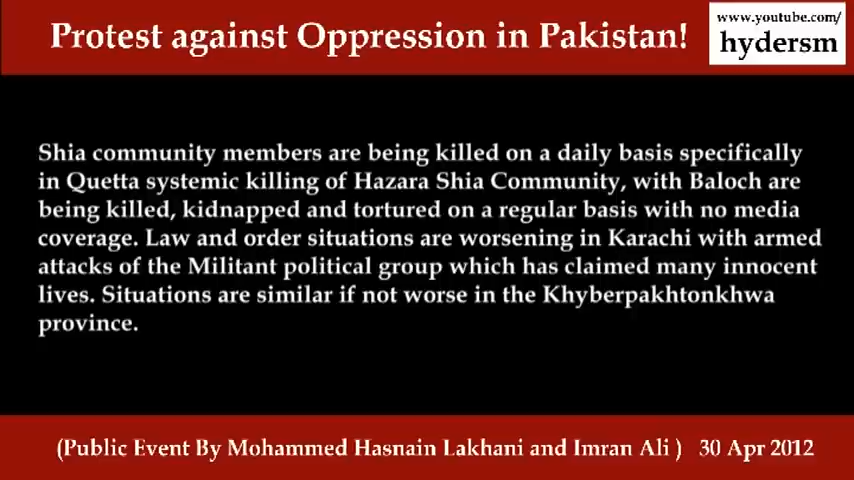 Protest against Oppression in Pakistan!
www.youtube.com/
hydersm
Shia community members are being killed on a daily basis specifically
in Quetta systemic killing of Hazara Shia Community, with Baloch are
being killed, kidnapped and tortured on a regular basis with no media
coverage. Law and order situations are worsening in Karachi with armed
attacks of the Militant political group which has claimed many innocent
lives. Situations are similar if not worse in the Khyberpakhtonkhwa
province.
(Public Event By Mohammed Hasnain Lakhani and Imran Ali ) 30 Apr 2012